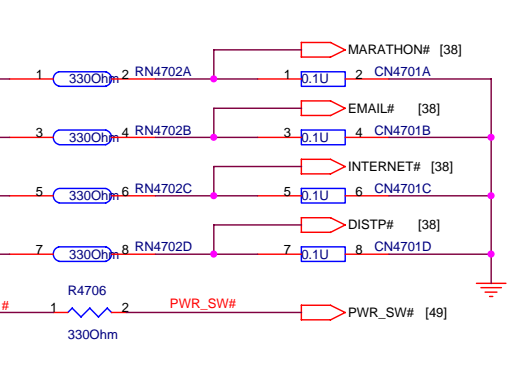 MARATHON# [38]
1 330Ohm 2 RN4702A 1 0.1U 2 CN4701A
EMAIL# [38]
3 330Ohm 4 RN4702B 3 0.1U 4 CN4701B
INTERNET# [38]
5 330Ohm 6 RN4702C 5 0.1U 6 CN4701C
DISTP# [38]
7 330Ohm 8 RN4702D 7 0.1U 8 CN4701D
R4706
# 1 2 PWR_SW# PWR_SW# [49]
330Ohm